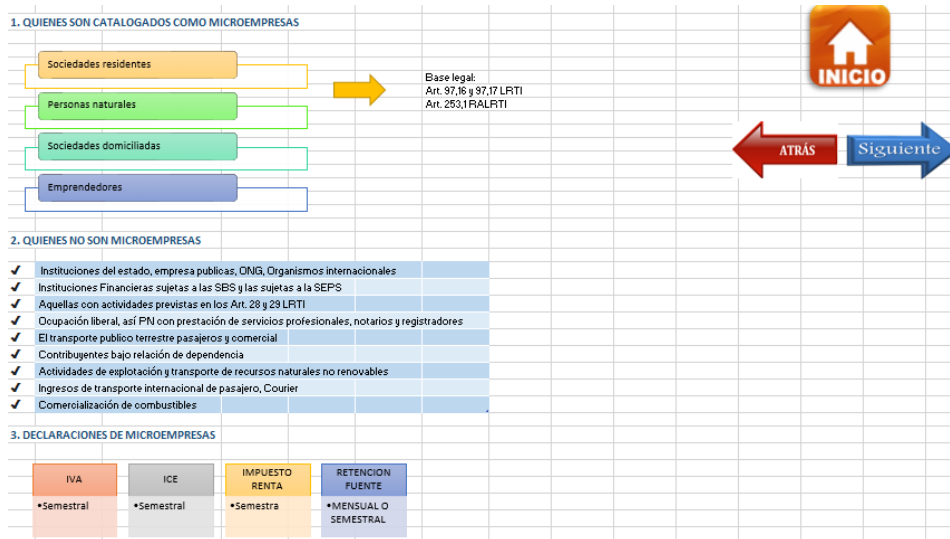 1. QUIENES SON CATALOGADOS COMO MICROEMPRESAS
INICIO
Sociedades residentes
Personas naturales
Sociedades domiciliadas
Emprendedores
Base legal:
Art. 97,16 y 97,17 LRTI
Art. 253,1 RALRTI
ATRÁS
Siguiente
2. QUIENES NO SON MICROEMPRESAS
✔ Instituciones del estado, empresa publicas, ONG, Organismos internacionales
✔ Instituciones Financieras sujetas a las SBS y las sujetas a la SEPS
✔ Aquellas con actividades previstas en los Art. 28 y 29 LRTI
✔ Ocupación liberal, así PN con prestación de servicios profesionales, notarios y registradores
✔ El transporte publico terrestre pasajeros y comercial
✔ Contribuyentes bajo relación de dependencia
✔ Actividades de explotación y transporte de recursos naturales no renovables
✔ Ingresos de transporte internacional de pasajero, Courier
✔ Comercialización de combustibles
3. DECLARACIONES DE MICROEMPRESAS
IVA
•Semestral
ICE
•Semestral
IMPUESTO
RENTA
•Semestra
RETENCION
FUENTE
•MENSUAL O
SEMESTRAL